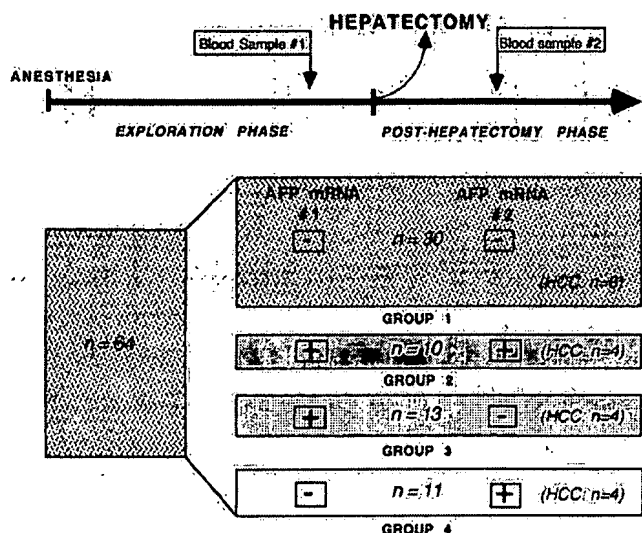 HEPATECTOMY
Blood Sample #1
Blood sample #2
ANESTHESIA
EXPLORATION PHASE
POST-HEPATECTOMY PHASE
AFP mRNA
#1
AFP mRNA
#2
- n = 30 -
(HCC: n=6)
GROUP 1
n = 64
+ n = 10 + (HCC: n=4)
GROUP 2
+ n = 13 - (HCC: n=4)
GROUP 3
- n = 11 + (HCC: n=4)
GROUP 4